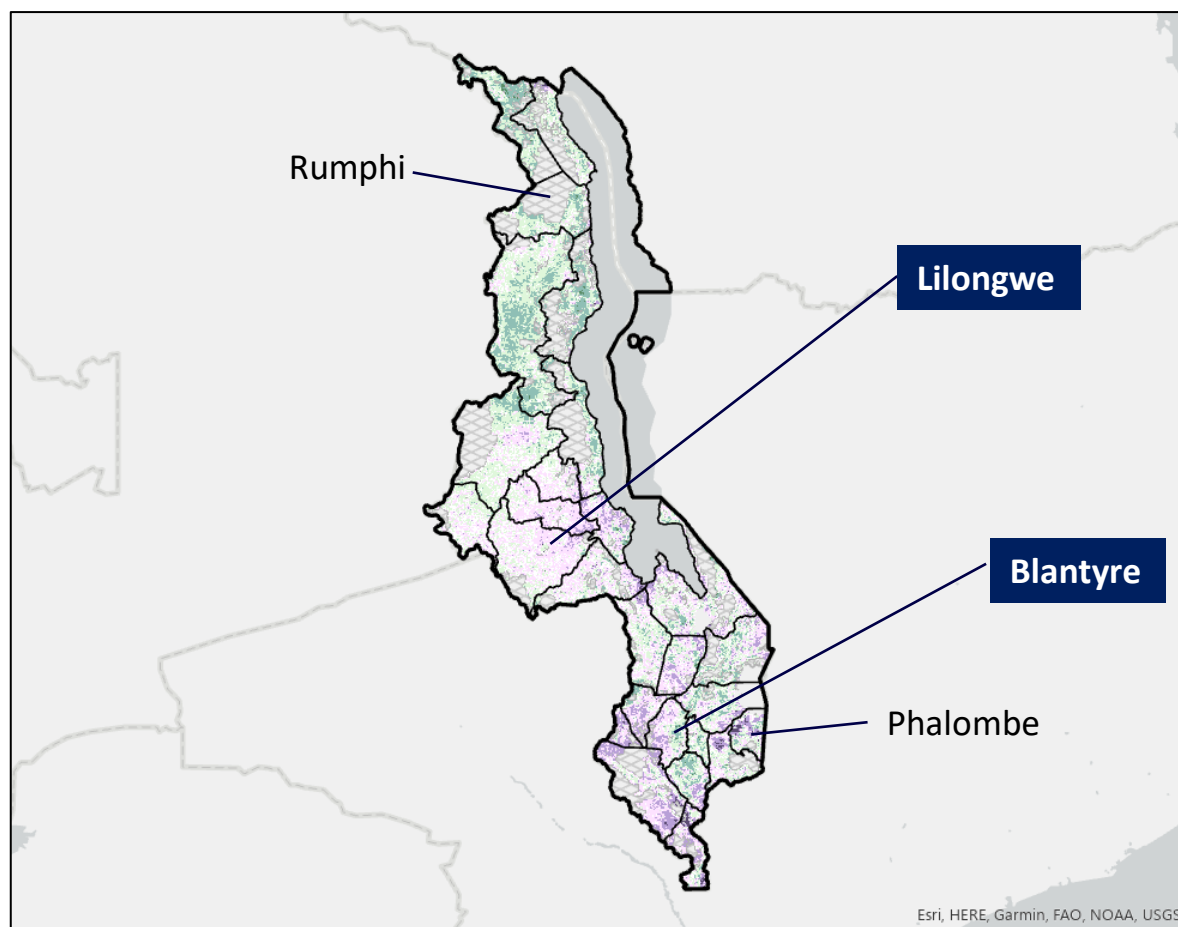 Rumphi
Lilongwe
Blantyre
Phalombe
Esri, HERE, Garmin, FAO, NOAA, USGS